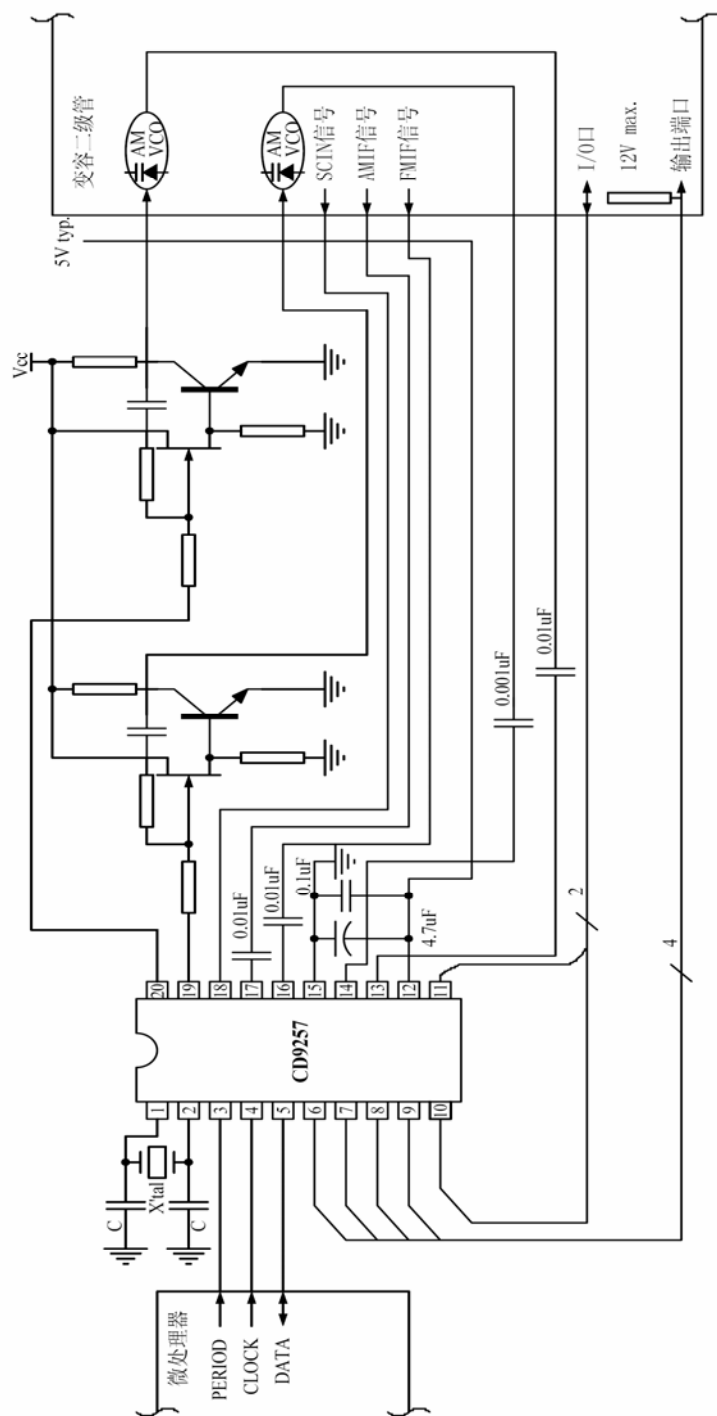 微处理器
PERIOD
CLOCK
DATA
C
X'tal
C
1
2
3
4
5
6
7
8
9
10
CD9257
20
19
18
17
16
15
14
13
12
11
0.01uF
0.01uF
0.1uF
4.7uF
0.001uF
0.01uF
2
4
Vcc
5V typ.
变容二级管
AM
VCO
AM
VCO
SCIN信号
AMIF信号
FMIF信号
I/O口
12V max.
输出端口